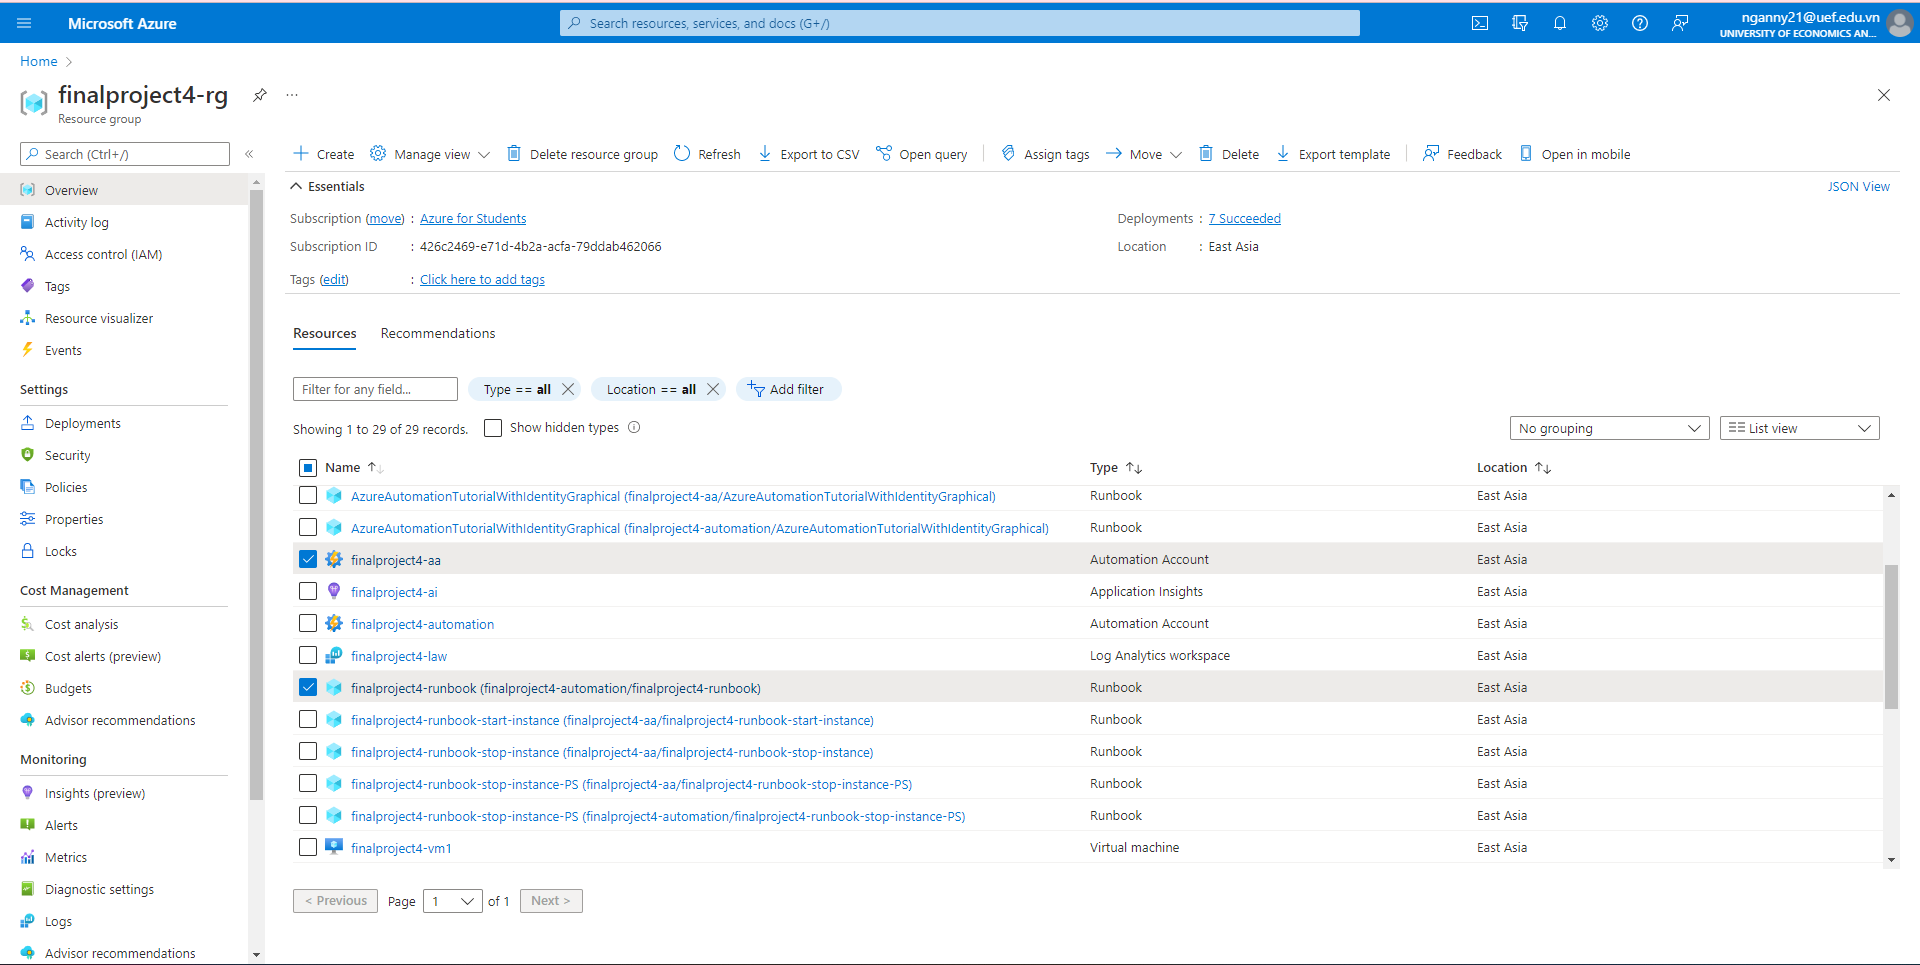 Microsoft Azure
Search resources, services, and docs (G+/)
nganny21@uef.edu.vn
UNIVERSITY OF ECONOMICS AN...
Home
finalproject4-rg
Resource group
Search (Ctrl+/)
Create
Manage view
Delete resource group
Refresh
Export to CSV
Open query
Assign tags
Move
Delete
Export template
Feedback
Open in mobile
Overview
Activity log
Access control (IAM)
Tags
Resource visualizer
Events
Settings
Deployments
Security
Policies
Properties
Locks
Cost Management
Cost analysis
Cost alerts (preview)
Budgets
Advisor recommendations
Monitoring
Insights (preview)
Alerts
Metrics
Diagnostic settings
Logs
Advisor recommendations
Essentials
JSON View
Subscription (move) : Azure for Students
Deployments : 7 Succeeded
Subscription ID : 426c2469-e71d-4b2a-acfa-79ddab462066
Location : East Asia
Tags (edit) : Click here to add tags
Resources Recommendations
Filter for any field...
Type == all
Location == all
Add filter
Showing 1 to 29 of 29 records.
Show hidden types
No grouping
List view
Name Type Location
AzureAutomationTutorialWithIdentityGraphical (finalproject4-aa/AzureAutomationTutorialWithIdentityGraphical) Runbook East Asia
AzureAutomationTutorialWithIdentityGraphical (finalproject4-automation/AzureAutomationTutorialWithIdentityGraphical) Runbook East Asia
finalproject4-aa Automation Account East Asia
finalproject4-ai Application Insights East Asia
finalproject4-automation Automation Account East Asia
finalproject4-law Log Analytics workspace East Asia
finalproject4-runbook (finalproject4-automation/finalproject4-runbook) Runbook East Asia
finalproject4-runbook-start-instance (finalproject4-aa/finalproject4-runbook-start-instance) Runbook East Asia
finalproject4-runbook-stop-instance (finalproject4-aa/finalproject4-runbook-stop-instance) Runbook East Asia
finalproject4-runbook-stop-instance-PS (finalproject4-aa/finalproject4-runbook-stop-instance-PS) Runbook East Asia
finalproject4-runbook-stop-instance-PS (finalproject4-automation/finalproject4-runbook-stop-instance-PS) Runbook East Asia
finalproject4-vm1 Virtual machine East Asia
< Previous Page 1 of 1 Next >